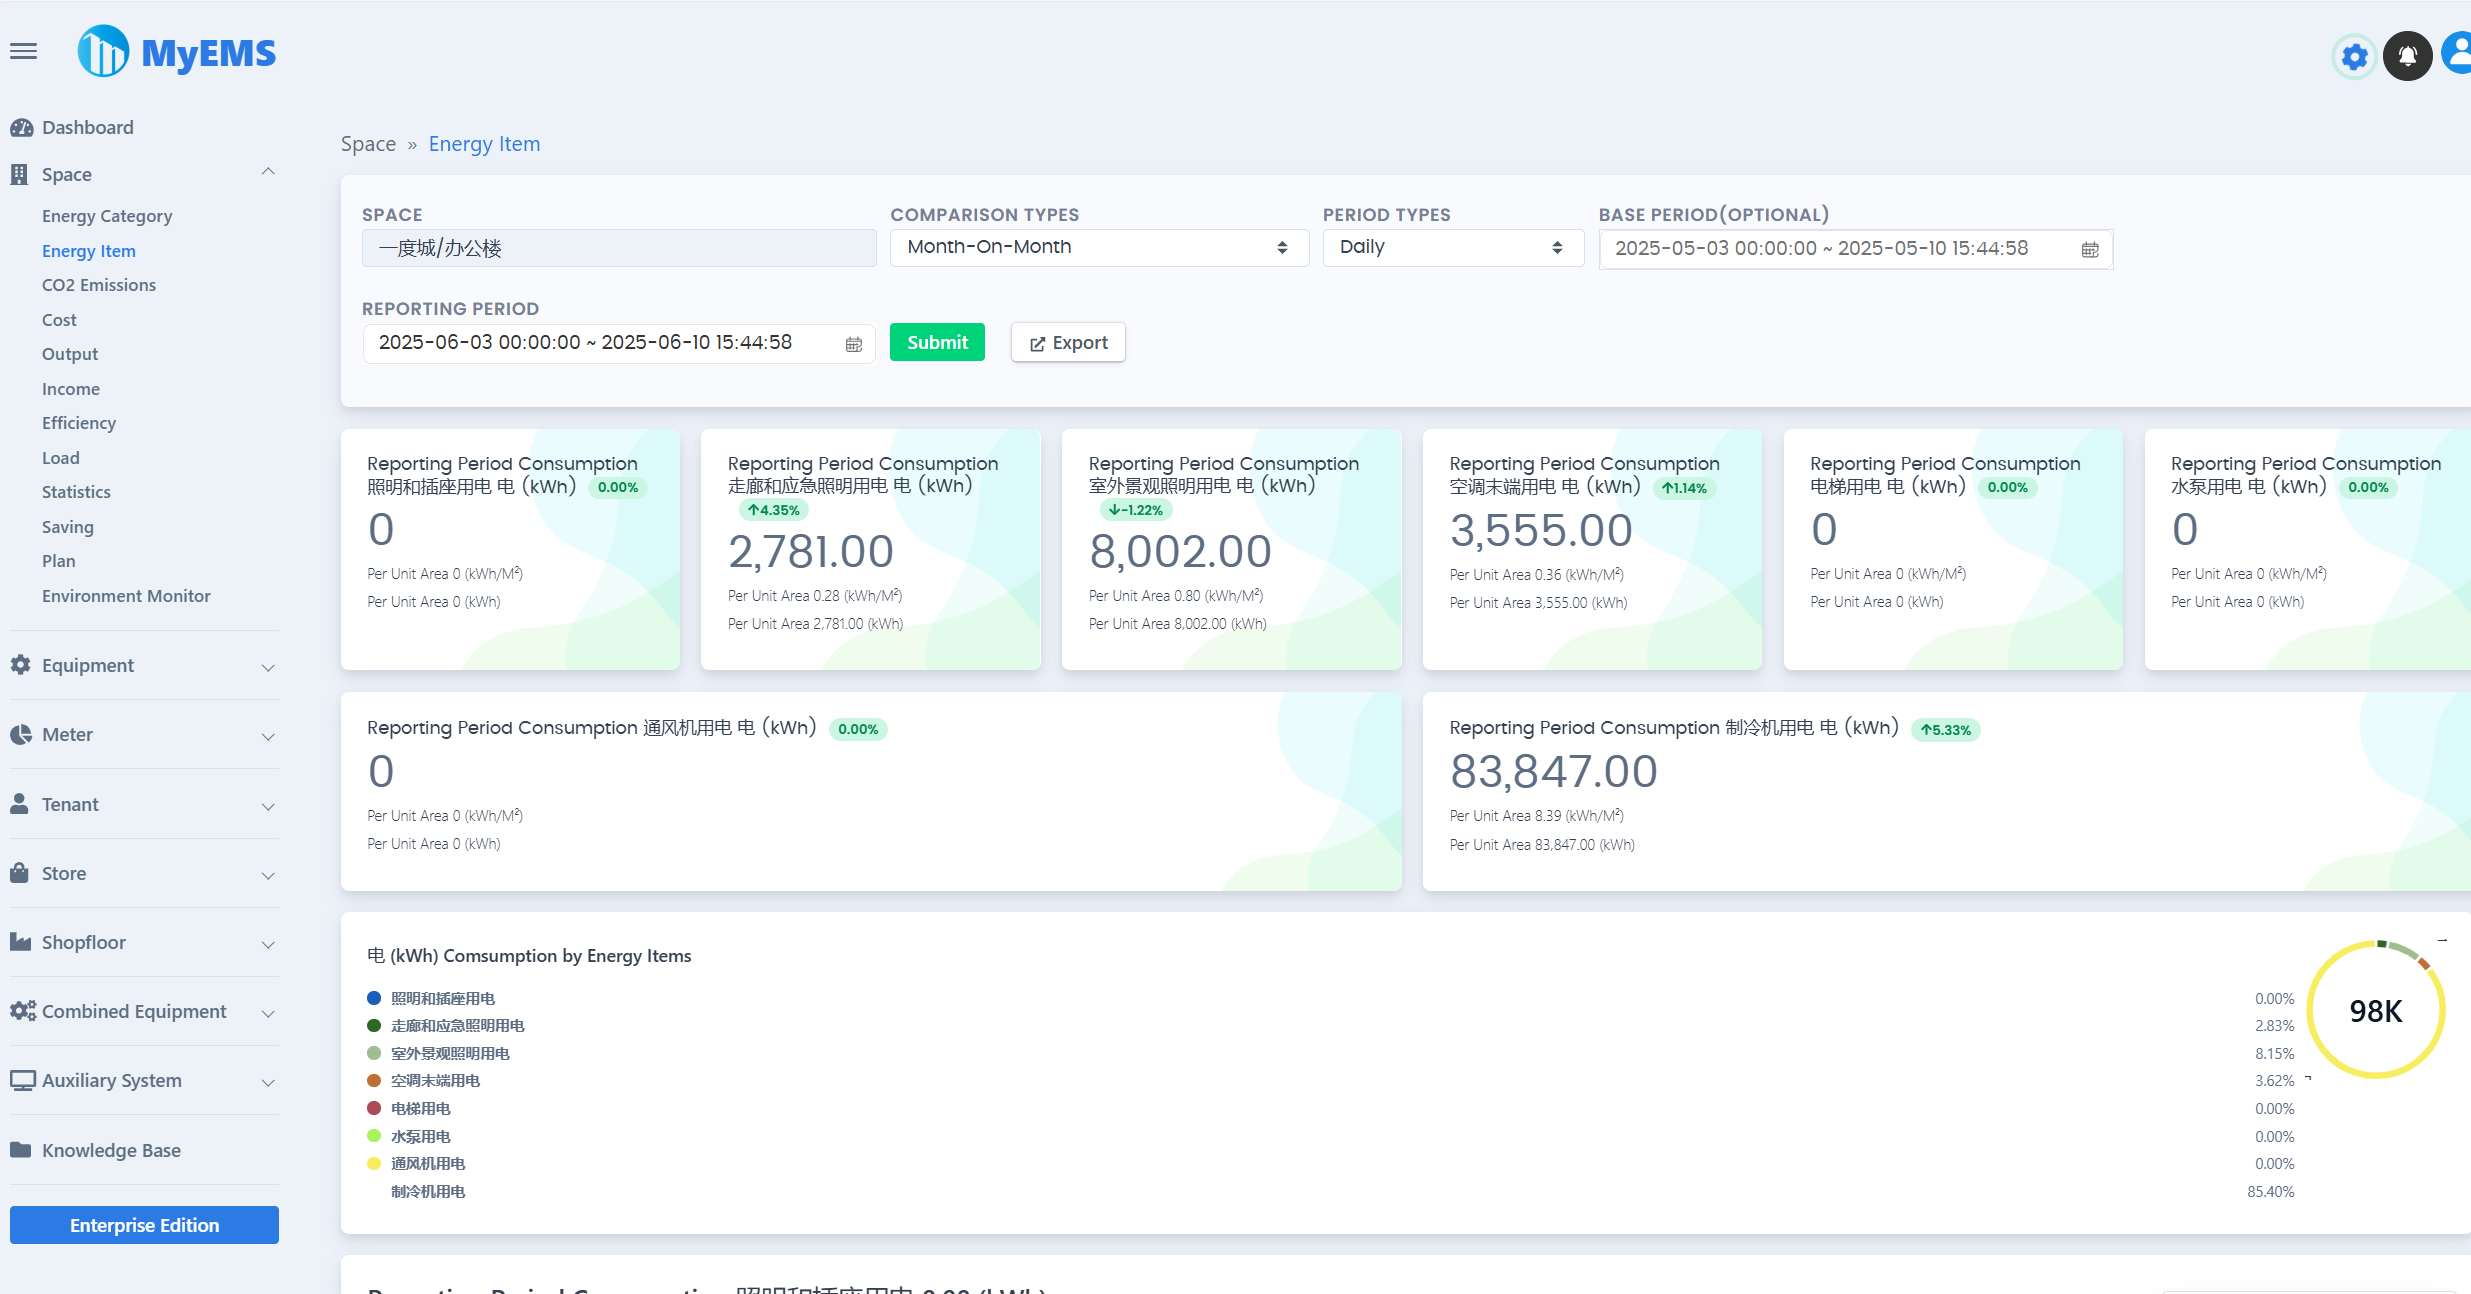 MyEMS
Dashboard
Space
Energy Category
Energy Item
CO2 Emissions
Cost
Output
Income
Efficiency
Load
Statistics
Saving
Plan
Environment Monitor
Equipment
Meter
Tenant
Store
Shopfloor
Combined Equipment
Auxiliary System
Knowledge Base
Enterprise Edition
Space » Energy Item
SPACE
一度城/办公楼
COMPARISON TYPES
Month-On-Month
PERIOD TYPES
Daily
BASE PERIOD(OPTIONAL)
2025-05-03 00:00:00 ~ 2025-05-10 15:44:58
REPORTING PERIOD
2025-06-03 00:00:00 ~ 2025-06-10 15:44:58
Submit
Export
Reporting Period Consumption
照明和插座用电 电 (kWh) 0.00%
0
Per Unit Area 0 (kWh/M²)
Per Unit Area 0 (kWh)
Reporting Period Consumption
走廊和应急照明用电 电 (kWh)
↑4.35%
2,781.00
Per Unit Area 0.28 (kWh/M²)
Per Unit Area 2,781.00 (kWh)
Reporting Period Consumption
室外景观照明用电 电 (kWh)
↓-1.22%
8,002.00
Per Unit Area 0.80 (kWh/M²)
Per Unit Area 8,002.00 (kWh)
Reporting Period Consumption
空调末端用电 电 (kWh) ↑1.14%
3,555.00
Per Unit Area 0.36 (kWh/M²)
Per Unit Area 3,555.00 (kWh)
Reporting Period Consumption
电梯用电 电 (kWh) 0.00%
0
Per Unit Area 0 (kWh/M²)
Per Unit Area 0 (kWh)
Reporting Period Consumption
水泵用电 电 (kWh) 0.00%
0
Per Unit Area 0 (kWh/M²)
Per Unit Area 0 (kWh)
Reporting Period Consumption 通风机用电 电 (kWh) 0.00%
0
Per Unit Area 0 (kWh/M²)
Per Unit Area 0 (kWh)
Reporting Period Consumption 制冷机用电 电 (kWh) ↑5.33%
83,847.00
Per Unit Area 8.39 (kWh/M²)
Per Unit Area 83,847.00 (kWh)
电 (kWh) Comsumption by Energy Items
照明和插座用电 0.00%
走廊和应急照明用电 2.83%
室外景观照明用电 8.15%
空调末端用电 3.62%
电梯用电 0.00%
水泵用电 0.00%
通风机用电 0.00%
制冷机用电 85.40%
98K
Reporting Period Consumption 照明和插座用电 0.00 (kWh)